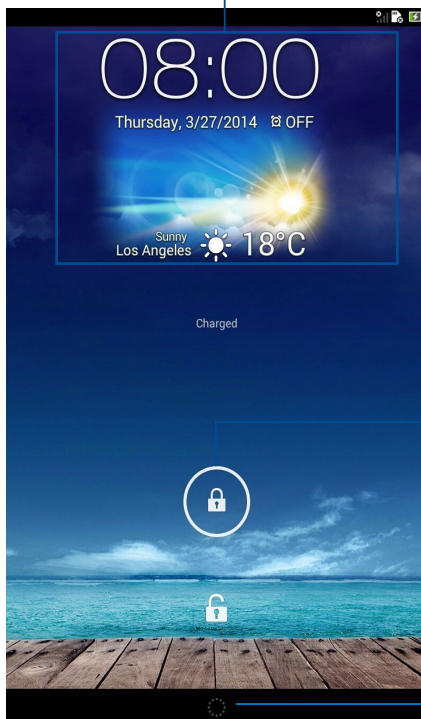 08:00
Thursday, 3/27/2014 OFF
Sunny
Los Angeles 18°C
Charged